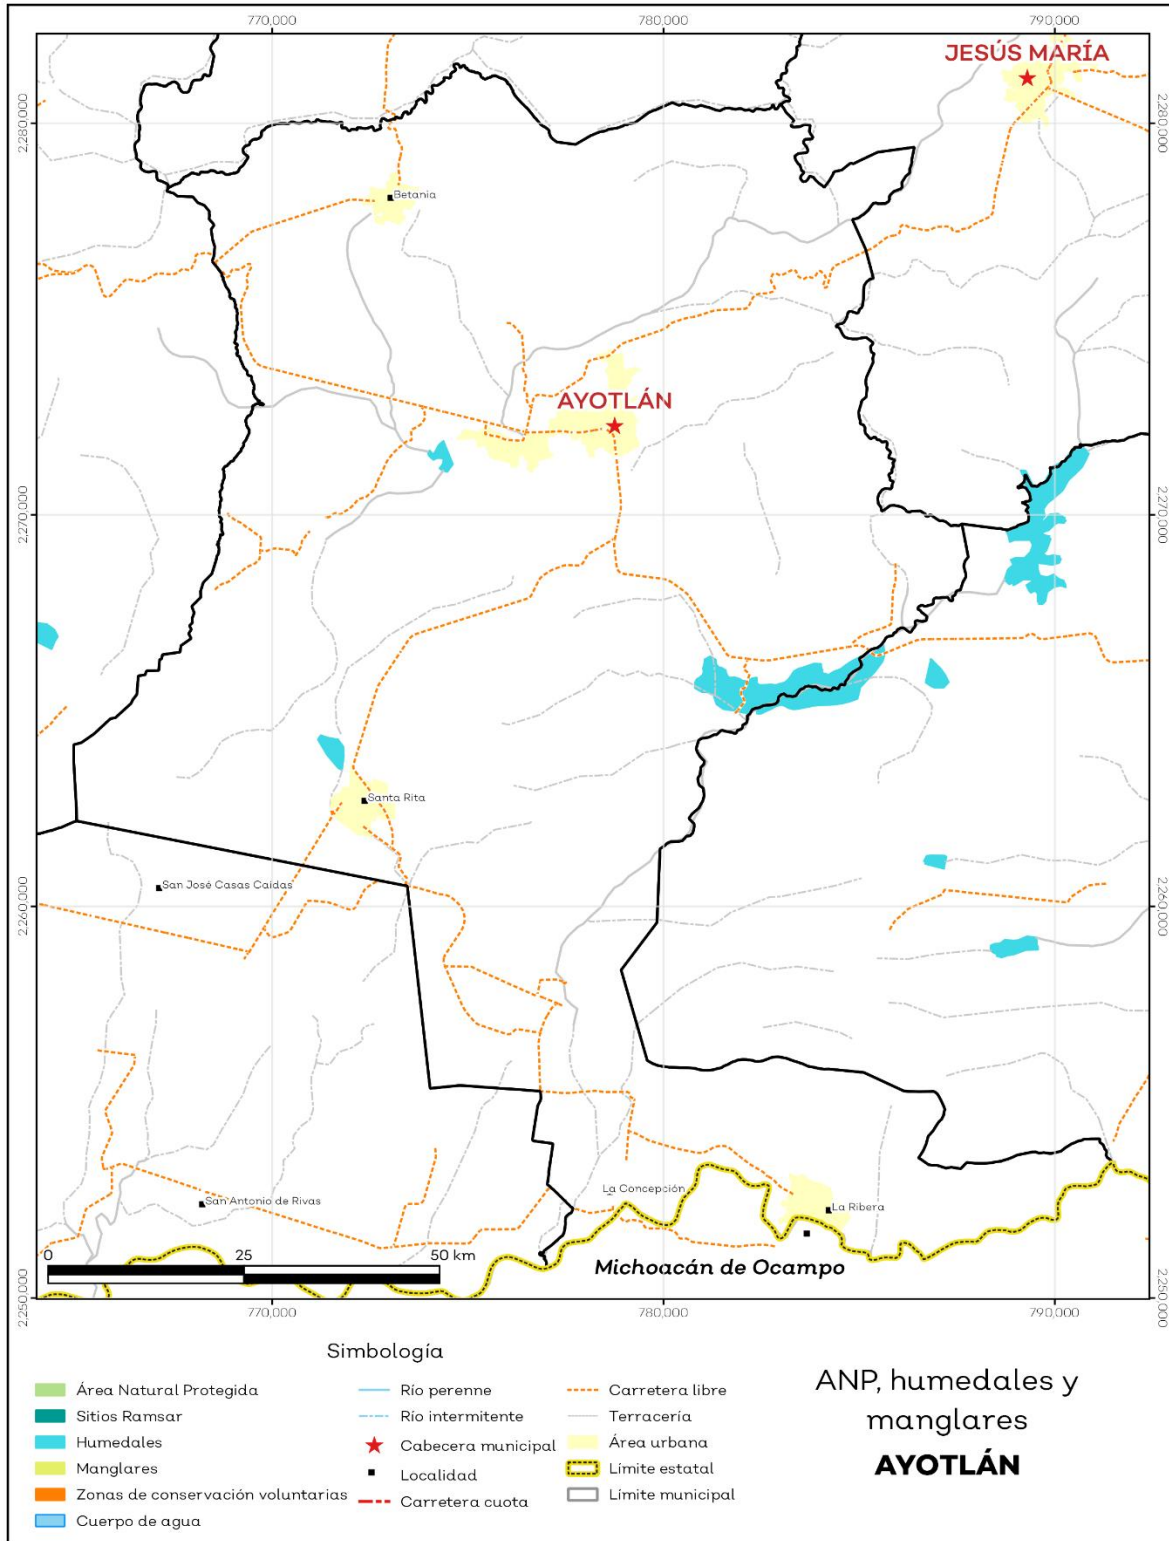 770,000
780,000
790,000
JESÚS MARÍA
2'280,000
2'280,000
Betania
AYOTLÁN
2'270,000
2'270,000
Santa Rita
San José Casas Caídas
2'260,000
2'260,000
San Antonio de Rivas
La Concepción
La Ribera
0
25
50 km
Michoacán de Ocampo
2'250,000
2'250,000
770,000
780,000
790,000
Simbología
Área Natural Protegida
Sitios Ramsar
Humedales
Manglares
Zonas de conservación voluntarias
Cuerpo de agua
Río perenne
Río intermitente
Cabecera municipal
Localidad
Carretera cuota
Carretera libre
Terracería
Área urbana
Límite estatal
Límite municipal
ANP, humedales y
manglares
AYOTLÁN